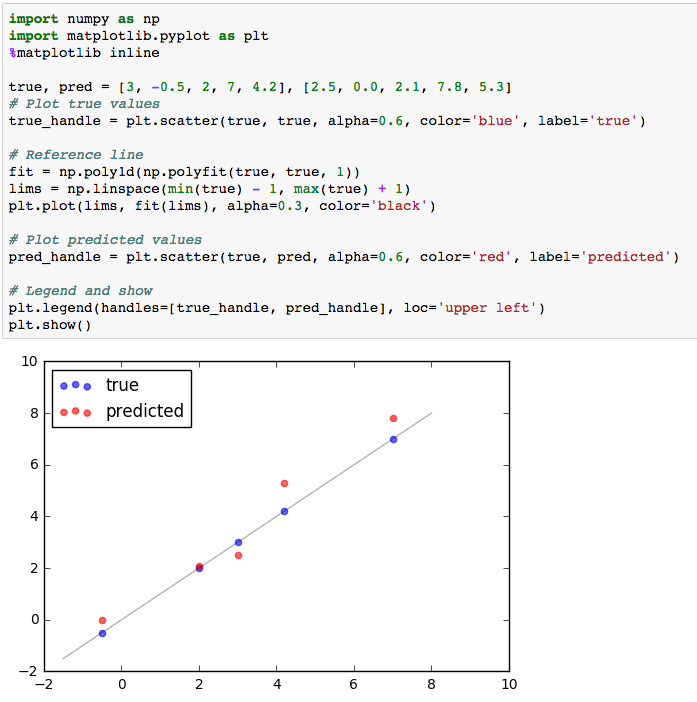 import numpy as np
import matplotlib.pyplot as plt
%matplotlib inline
true, pred = [3, -0.5, 2, 7, 4.2], [2.5, 0.0, 2.1, 7.8, 5.3]
# Plot true values
true_handle = plt.scatter(true, true, alpha=0.6, color='blue', label='true')
# Reference line
fit = np.poly1d(np.polyfit(true, true, 1))
lims = np.linspace(min(true) - 1, max(true) + 1)
plt.plot(lims, fit(lims), alpha=0.3, color='black')
# Plot predicted values
pred_handle = plt.scatter(true, pred, alpha=0.6, color='red', label='predicted')
# Legend and show
plt.legend(handles=[true_handle, pred_handle], loc='upper left')
plt.show()
10
true
predicted
8
6
4
2
0
−2
−2 0 2 4 6 8 10